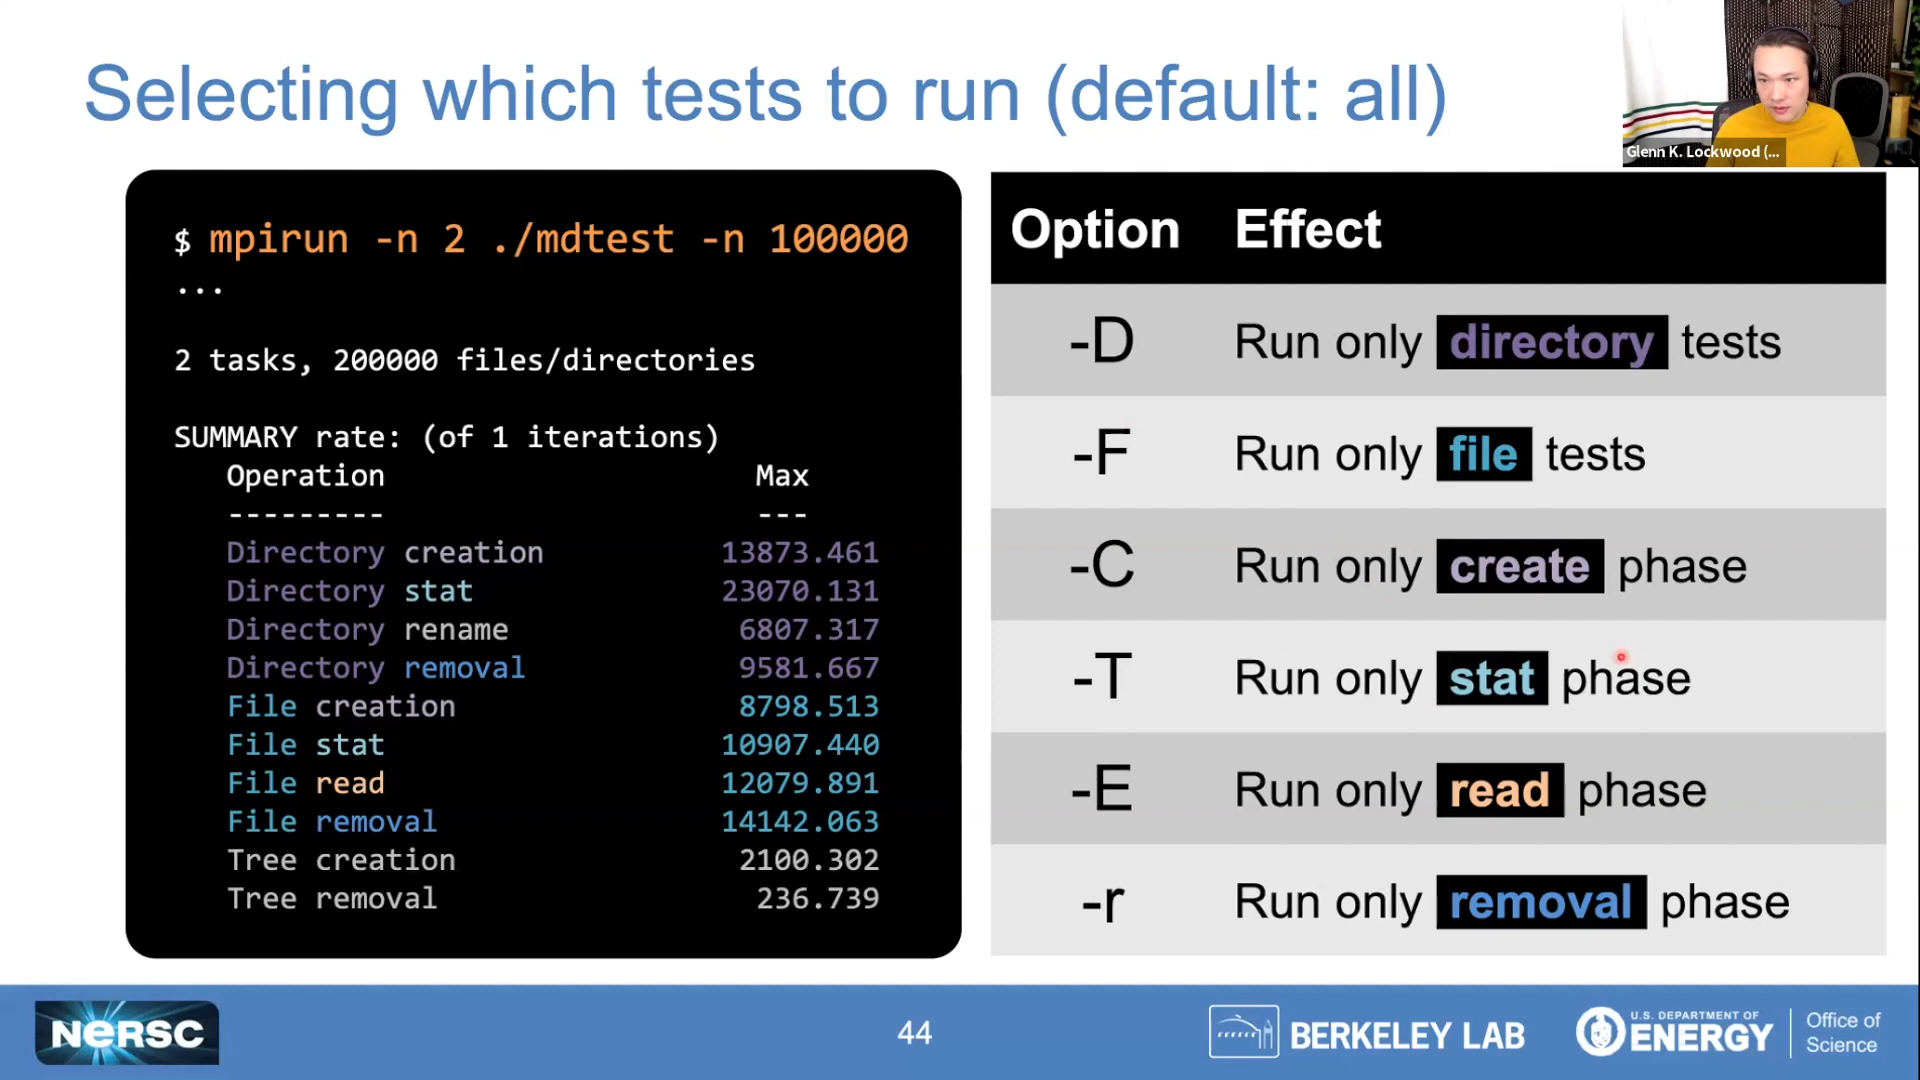 Selecting which tests to run (default: all)
Glenn K. Lockwood (...
$ mpirun -n 2 ./mdtest -n 100000
...
2 tasks, 200000 files/directories
SUMMARY rate: (of 1 iterations)
Operation Max
--------- ---
Directory creation 13873.461
Directory stat 23070.131
Directory rename 6807.317
Directory removal 9581.667
File creation 8798.513
File stat 10907.440
File read 12079.891
File removal 14142.063
Tree creation 2100.302
Tree removal 236.739
Option Effect
-D Run only directory tests
-F Run only file tests
-C Run only create phase
-T Run only stat phase
-E Run only read phase
-r Run only removal phase
NERSC
44
BERKELEY LAB
U.S. DEPARTMENT OF
ENERGY
Office of
Science